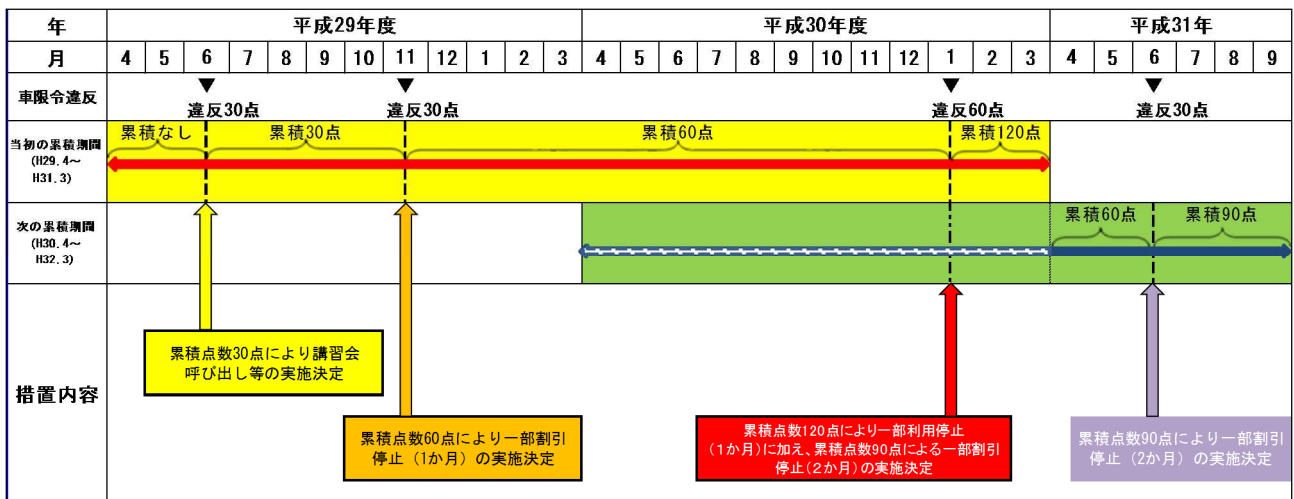 年
平成29年度
平成30年度
平成31年
月
4 5 6 7 8 9 10 11 12 1 2 3 4 5 6 7 8 9 10 11 12 1 2 3 4 5 6 7 8 9
車限令違反
違反30点
違反30点
違反60点
違反30点
当初の累積期間
(H29.4～
H31.3)
累積なし
累積30点
累積60点
累積120点
次の累積期間
(H30.4～
H32.3)
累積60点
累積90点
措置内容
累積点数30点により講習会
呼び出し等の実施決定
累積点数60点により一部割引
停止（1か月）の実施決定
累積点数120点により一部利用停止
（1か月）に加え、累積点数90点による一部割引
停止（2か月）の実施決定
累積点数90点により一部割引
停止（2か月）の実施決定